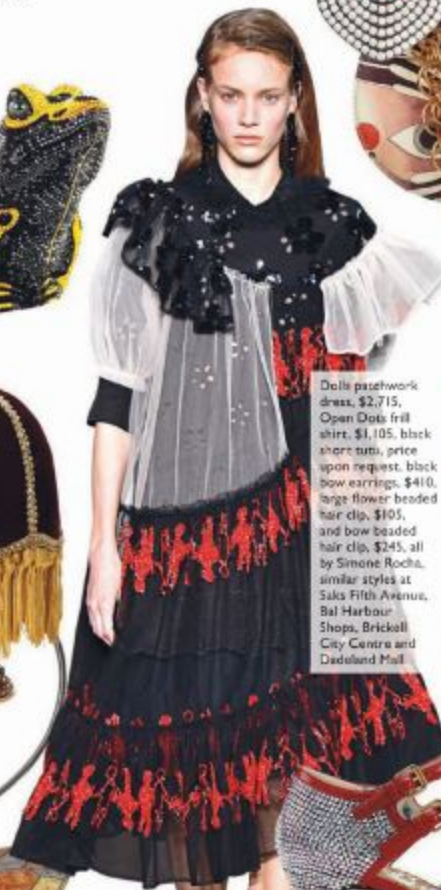 Dolls patchwork
dress, $2,715,
Open Dots frill
shirt, $1,105, black
short tutu, price
upon request, black
bow earrings, $410,
large flower beaded
hair clip, $105,
and bow beaded
hair clip, $245, all
by Simone Rocha,
similar styles at
Saks Fifth Avenue,
Bal Harbour
Shops, Brickell
City Centre and
Dadeland Mall